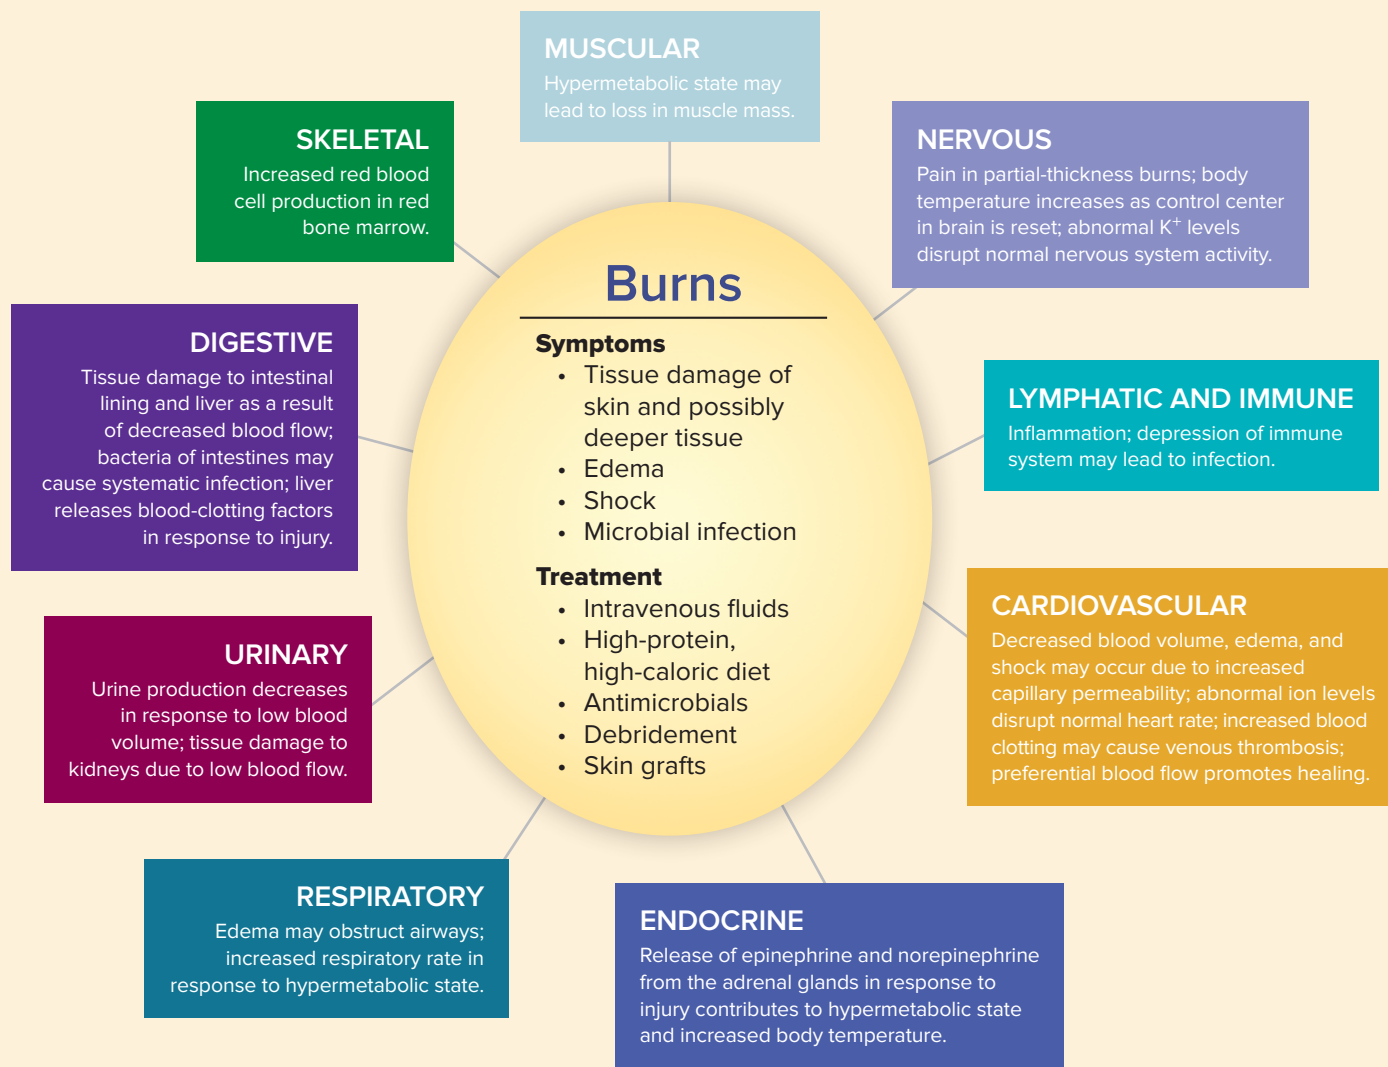 MUSCULAR
Hypermetabolic state may
lead to loss in muscle mass.
SKELETAL
Increased red blood
cell production in red
bone marrow.
NERVOUS
Pain in partial-thickness burns; body
temperature increases as control center
in brain is reset; abnormal K⁺ levels
disrupt normal nervous system activity.
DIGESTIVE
Tissue damage to intestinal
lining and liver as a result
of decreased blood flow;
bacteria of intestines may
cause systematic infection; liver
releases blood-clotting factors
in response to injury.
Burns
Symptoms
• Tissue damage of
skin and possibly
deeper tissue
• Edema
• Shock
• Microbial infection
Treatment
• Intravenous fluids
• High-protein,
high-caloric diet
• Antimicrobials
• Debridement
• Skin grafts
LYMPHATIC AND IMMUNE
Inflammation; depression of immune
system may lead to infection.
URINARY
Urine production decreases
in response to low blood
volume; tissue damage to
kidneys due to low blood flow.
CARDIOVASCULAR
Decreased blood volume, edema, and
shock may occur due to increased
capillary permeability; abnormal ion levels
disrupt normal heart rate; increased blood
clotting may cause venous thrombosis;
preferential blood flow promotes healing.
RESPIRATORY
Edema may obstruct airways;
increased respiratory rate in
response to hypermetabolic state.
ENDOCRINE
Release of epinephrine and norepinephrine
from the adrenal glands in response to
injury contributes to hypermetabolic state
and increased body temperature.